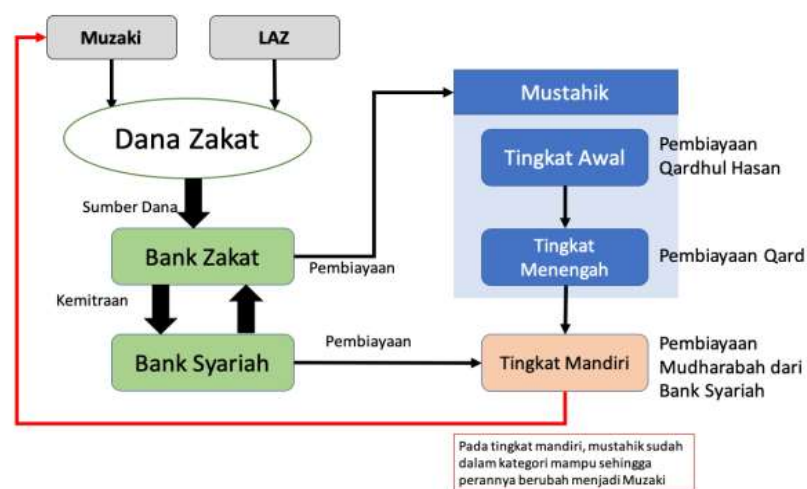 Muzaki
LAZ
Dana Zakat
Sumber Dana
Bank Zakat
Pembiayaan
Kemitraan
Bank Syariah
Pembiayaan
Mustahik
Tingkat Awal
Pembiayaan
Qardhul Hasan
Tingkat
Menengah
Pembiayaan Qard
Tingkat Mandiri
Pembiayaan
Mudharabah dari
Bank Syariah
Pada tingkat mandiri, mustahik sudah
dalam kategori mampu sehingga
perannya berubah menjadi Muzaki